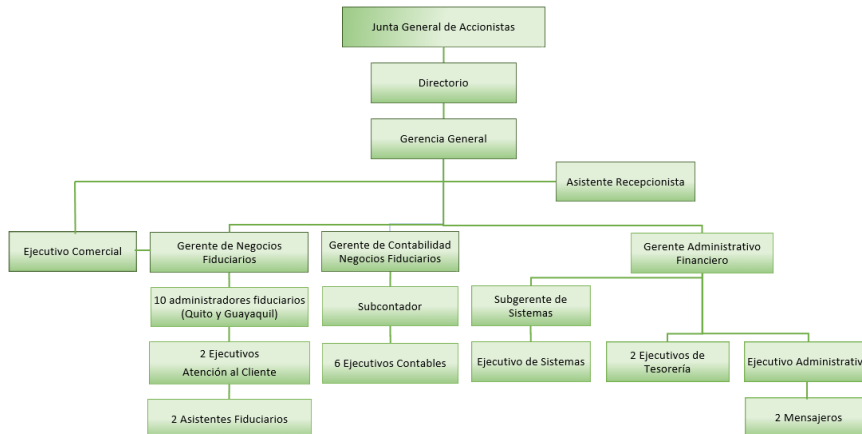 Junta General de Accionistas
Directorio
Gerencia General
Asistente Recepcionista
Ejecutivo Comercial
Gerente de Negocios
Fiduciarios
Gerente de Contabilidad
Negocios Fiduciarios
Gerente Administrativo
Financiero
10 administradores fiduciarios
(Quito y Guayaquil)
Subcontador
Subgerente de
Sistemas
2 Ejecutivos
Atención al Cliente
6 Ejecutivos Contables
Ejecutivo de Sistemas
2 Ejecutivos de
Tesorería
Ejecutivo Administrativ
2 Asistentes Fiduciarios
2 Mensajeros